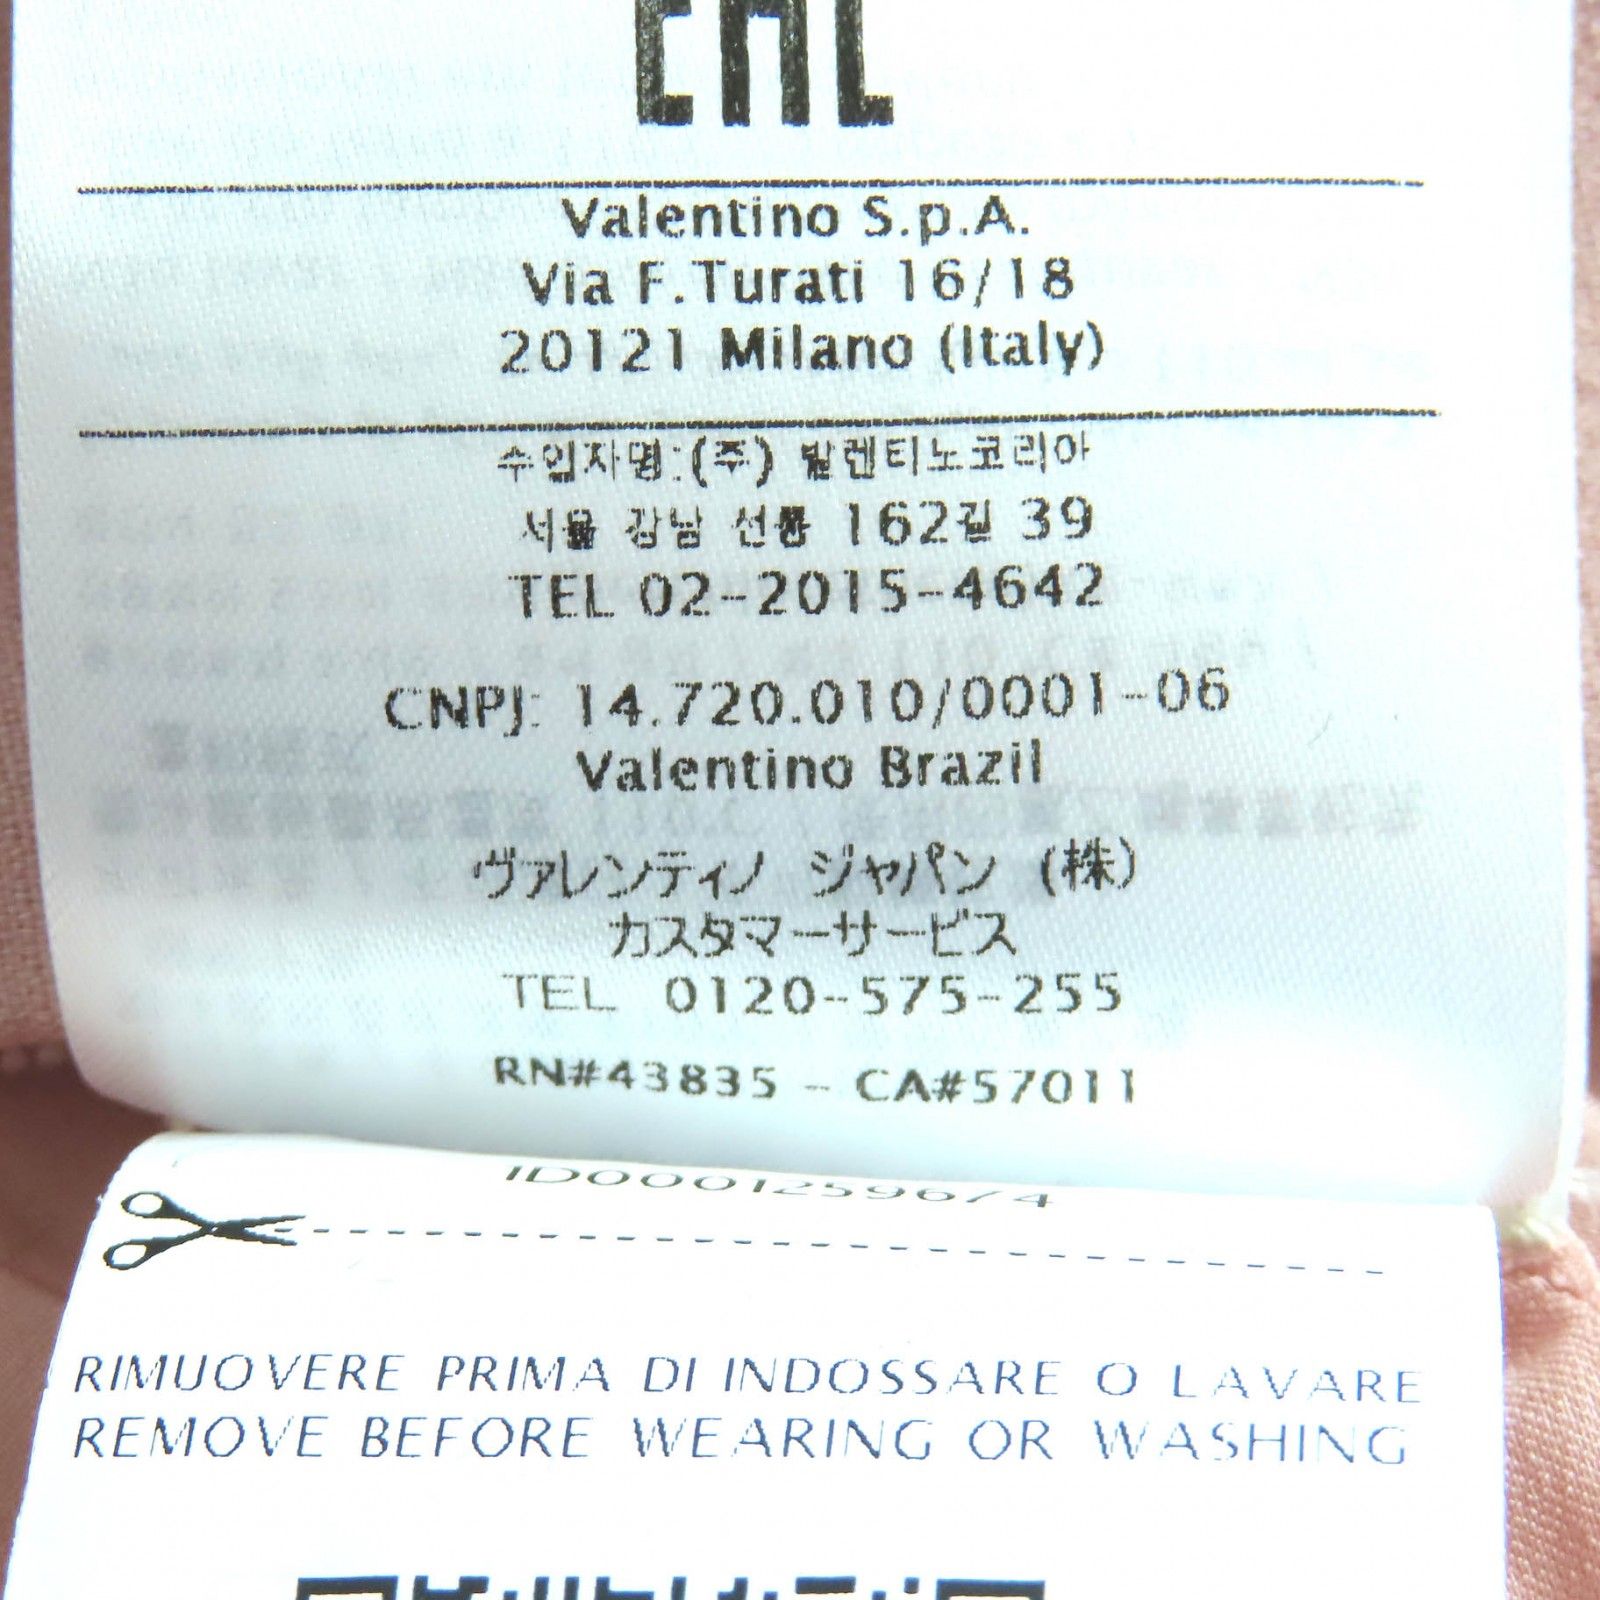 EAC
Valentino S.p.A.
Via F.Turati 16/18
20121 Milano (Italy)
수입자명:(주) 발렌티노코리아
서울 강남 선릉 162길 39
TEL 02-2015-4642
CNPJ: 14.720.010/0001-06
Valentino Brazil
ヴァレンティノ ジャパン (株)
カスタマーサービス
TEL 0120-575-255
RN#43835 - CA#57011
ID0001259674
RIMUOVERE PRIMA DI INDOSSARE O LAVARE
REMOVE BEFORE WEARING OR WASHING